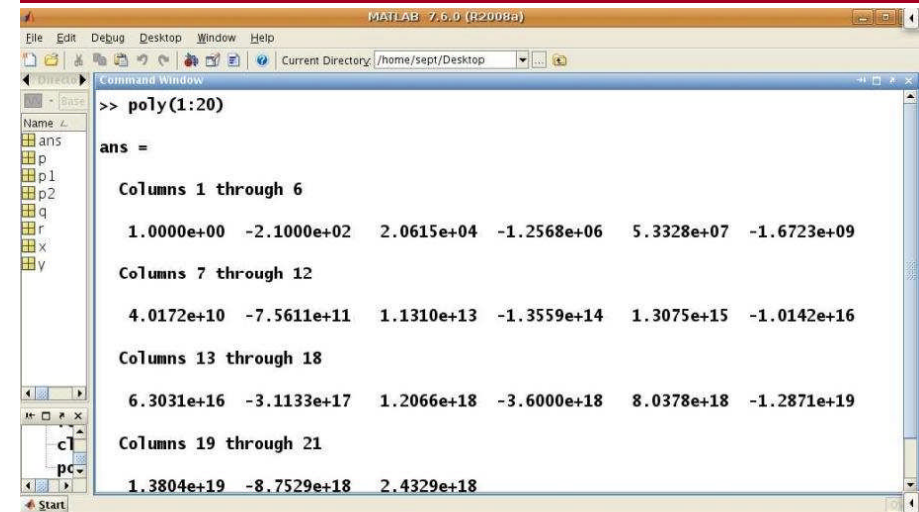 MATLAB 7.6.0 (R2008a)
File Edit Debug Desktop Window Help
Current Directory: /home/sept/Desktop
Command Window
Base
Name
ans
p
p1
p2
q
r
x
y
>> poly(1:20)
ans =
Columns 1 through 6
1.0000e+00 -2.1000e+02 2.0615e+04 -1.2568e+06 5.3328e+07 -1.6723e+09
Columns 7 through 12
4.0172e+10 -7.5611e+11 1.1310e+13 -1.3559e+14 1.3075e+15 -1.0142e+16
Columns 13 through 18
6.3031e+16 -3.1133e+17 1.2066e+18 -3.6000e+18 8.0378e+18 -1.2871e+19
Columns 19 through 21
1.3804e+19 -8.7529e+18 2.4329e+18
cl
Start